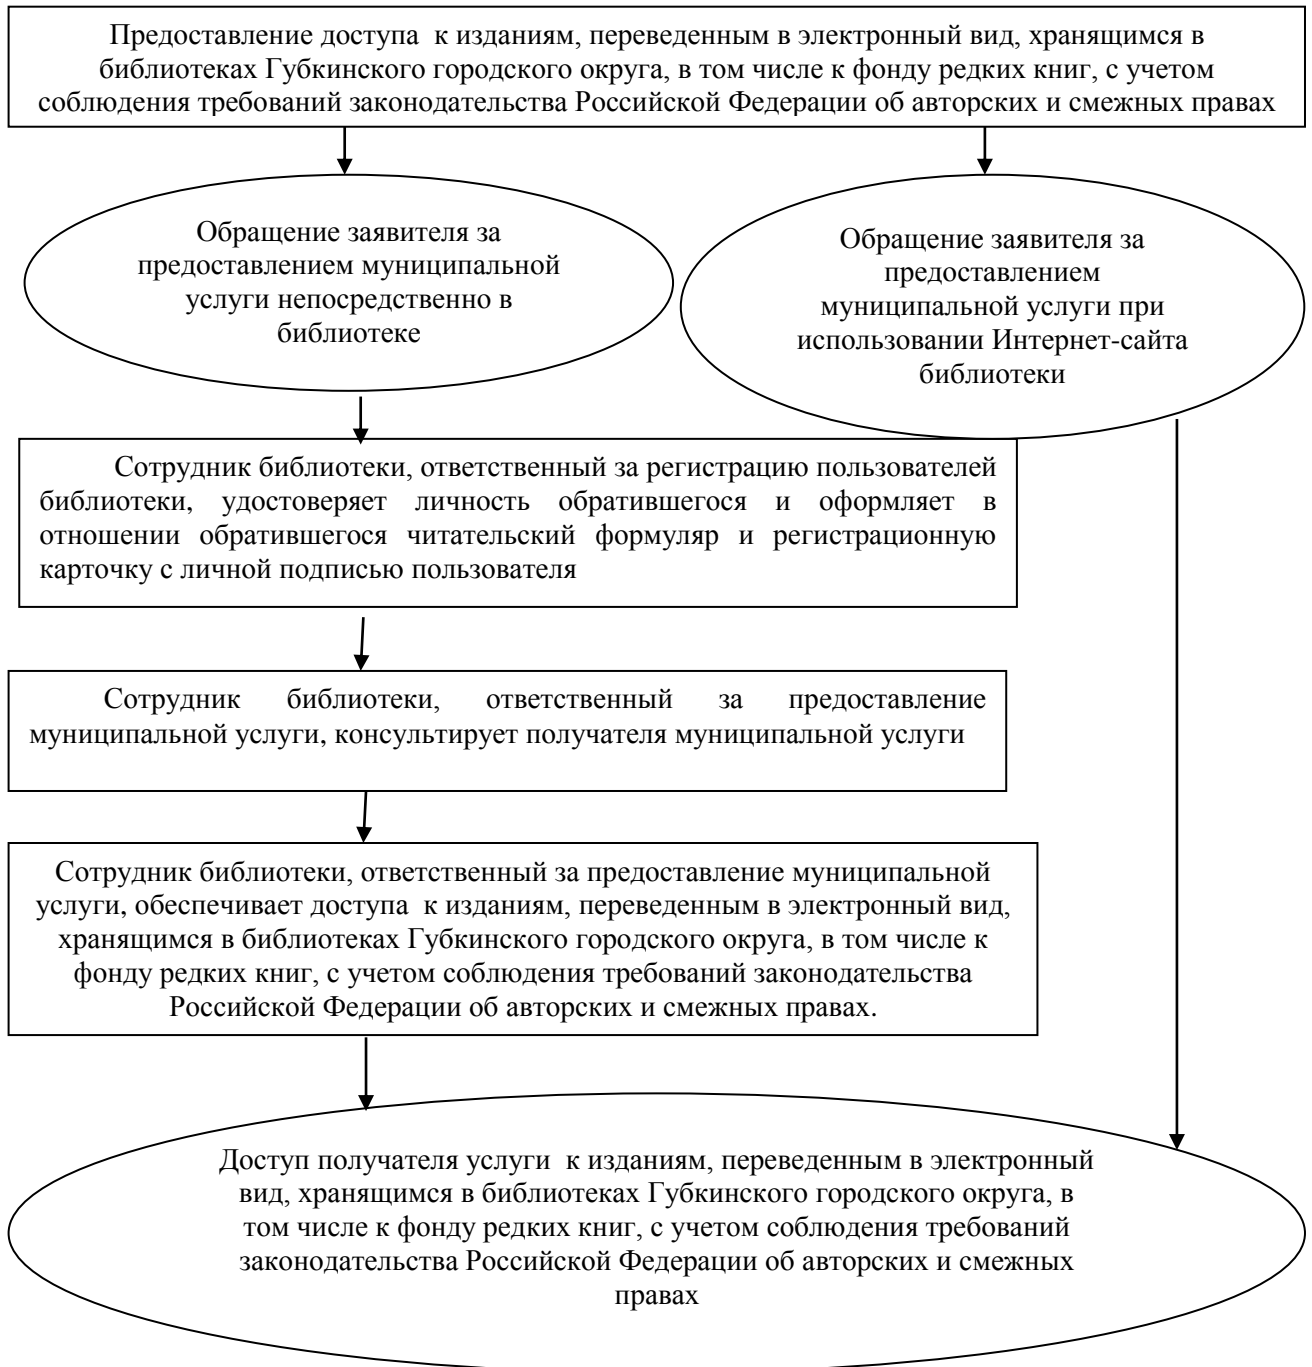 Предоставление доступа к изданиям, переведенным в электронный вид, хранящимся в
библиотеках Губкинского городского округа, в том числе к фонду редких книг, с учетом
соблюдения требований законодательства Российской Федерации об авторских и смежных правах
Обращение заявителя за
предоставлением муниципальной
услуги непосредственно в
библиотеке
Обращение заявителя за
предоставлением
муниципальной услуги при
использовании Интернет-сайта
библиотеки
Сотрудник библиотеки, ответственный за регистрацию пользователей
библиотеки, удостоверяет личность обратившегося и оформляет в
отношении обратившегося читательский формуляр и регистрационную
карточку с личной подписью пользователя
Сотрудник библиотеки, ответственный за предоставление
муниципальной услуги, консультирует получателя муниципальной услуги
Сотрудник библиотеки, ответственный за предоставление муниципальной
услуги, обеспечивает доступа к изданиям, переведенным в электронный вид,
хранящимся в библиотеках Губкинского городского округа, в том числе к
фонду редких книг, с учетом соблюдения требований законодательства
Российской Федерации об авторских и смежных правах.
Доступ получателя услуги к изданиям, переведенным в электронный
вид, хранящимся в библиотеках Губкинского городского округа, в
том числе к фонду редких книг, с учетом соблюдения требований
законодательства Российской Федерации об авторских и смежных
правах